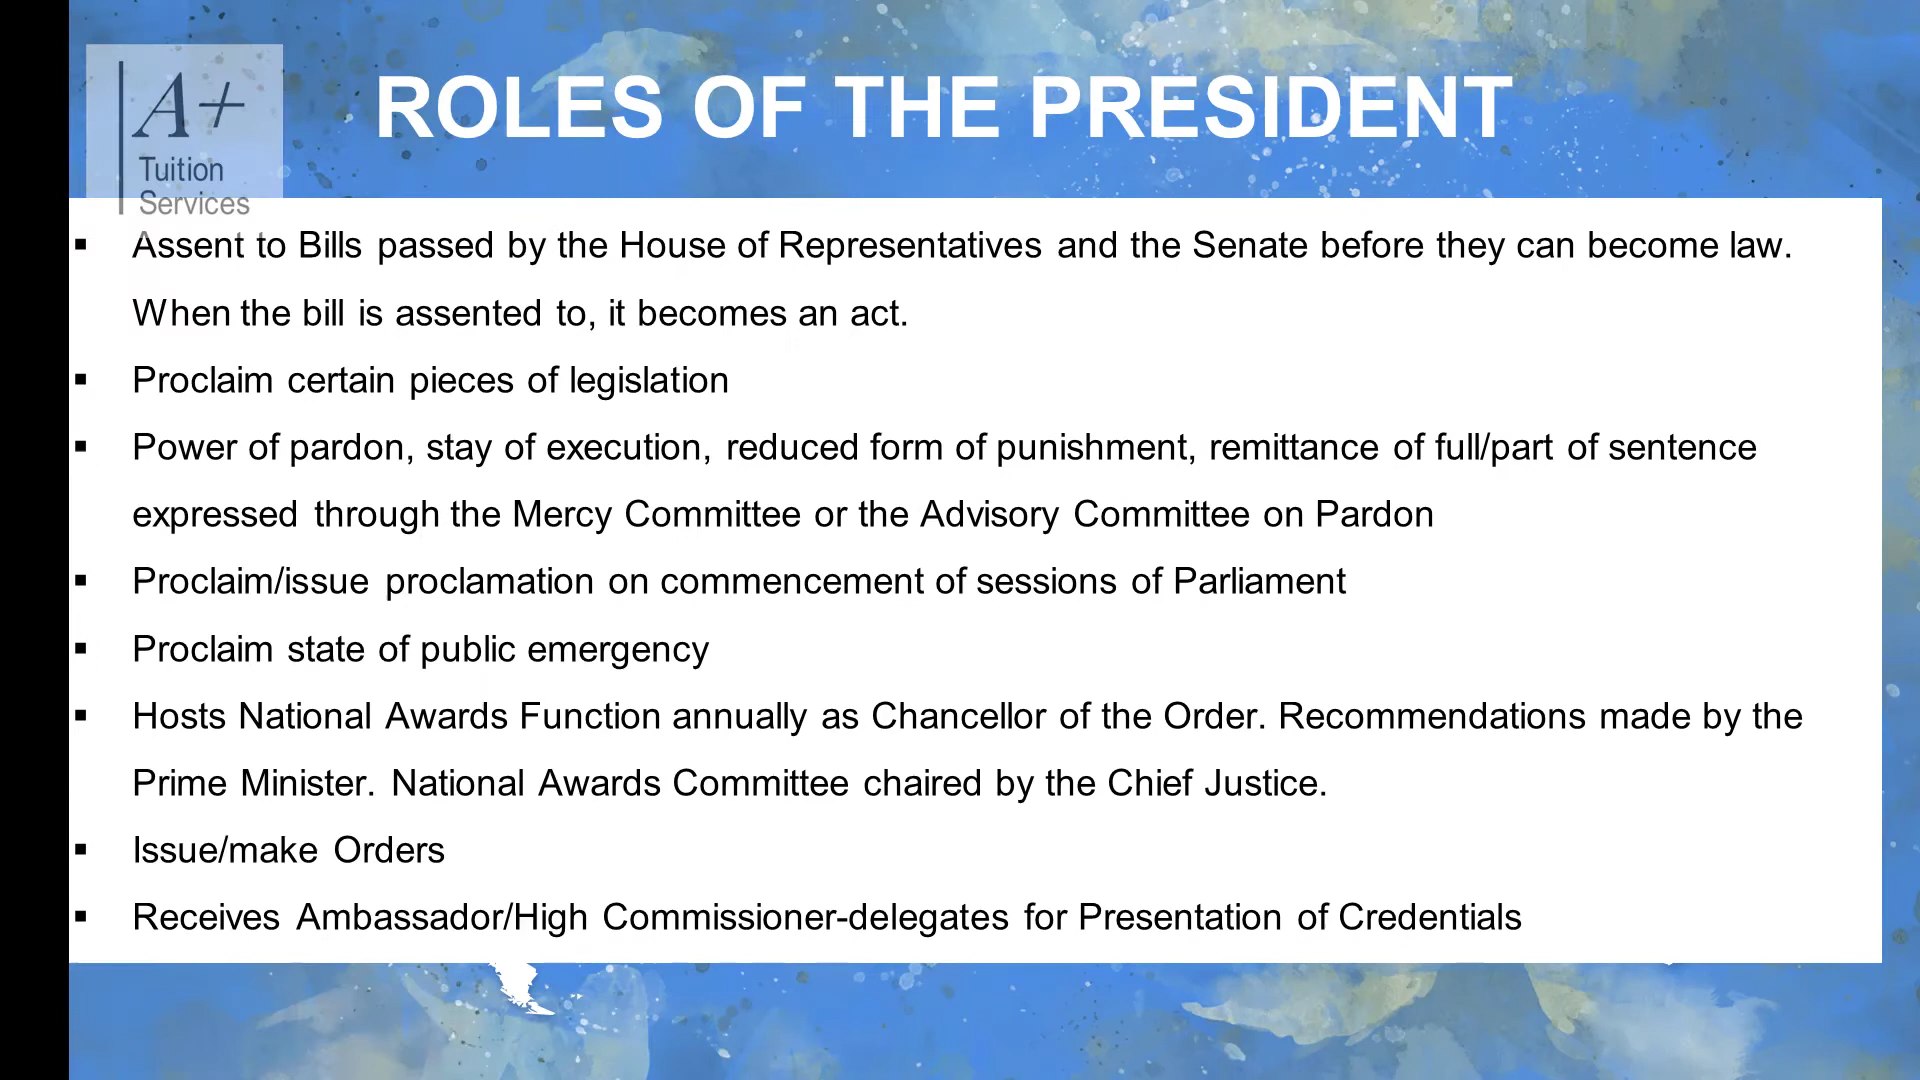 A+
Tuition
Services
ROLES OF THE PRESIDENT
▪ Assent to Bills passed by the House of Representatives and the Senate before they can become law.
When the bill is assented to, it becomes an act.
▪ Proclaim certain pieces of legislation
▪ Power of pardon, stay of execution, reduced form of punishment, remittance of full/part of sentence
expressed through the Mercy Committee or the Advisory Committee on Pardon
▪ Proclaim/issue proclamation on commencement of sessions of Parliament
▪ Proclaim state of public emergency
▪ Hosts National Awards Function annually as Chancellor of the Order. Recommendations made by the
Prime Minister. National Awards Committee chaired by the Chief Justice.
▪ Issue/make Orders
▪ Receives Ambassador/High Commissioner-delegates for Presentation of Credentials